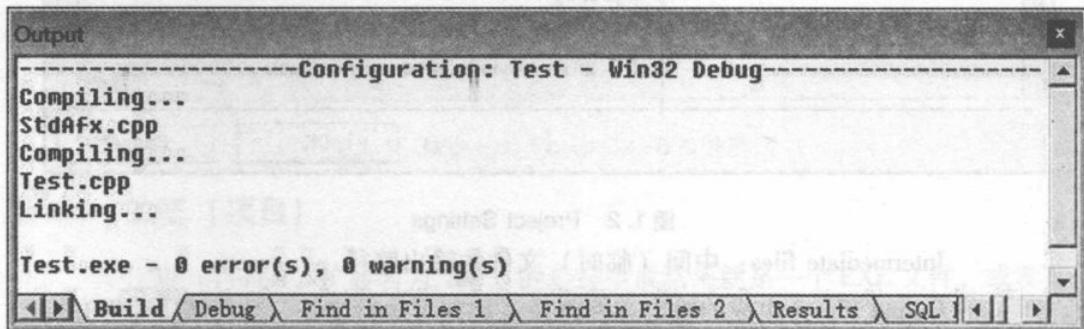 Output
--------------------Configuration: Test - Win32 Debug--------------------
Compiling...
StdAfx.cpp
Compiling...
Test.cpp
Linking...
Test.exe - 0 error(s), 0 warning(s)
Build Debug Find in Files 1 Find in Files 2 Results SQL